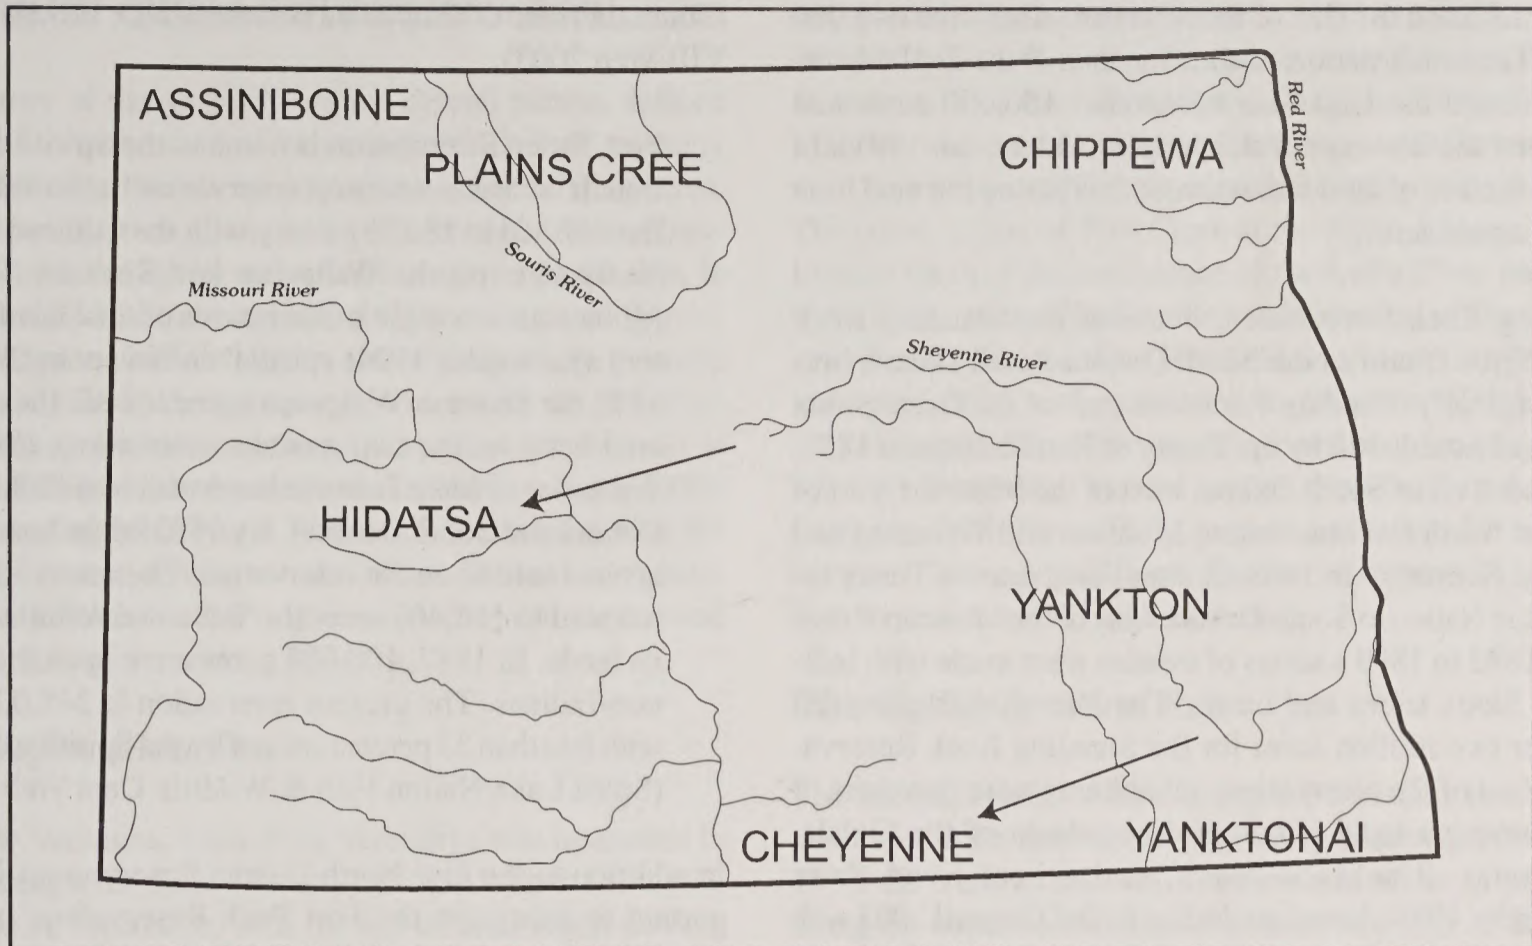 ASSINIBOINE
PLAINS CREE
CHIPPEWA
Red River
Souris River
Missouri River
Sheyenne River
HIDATSA
YANKTON
CHEYENNE
YANKTONAI